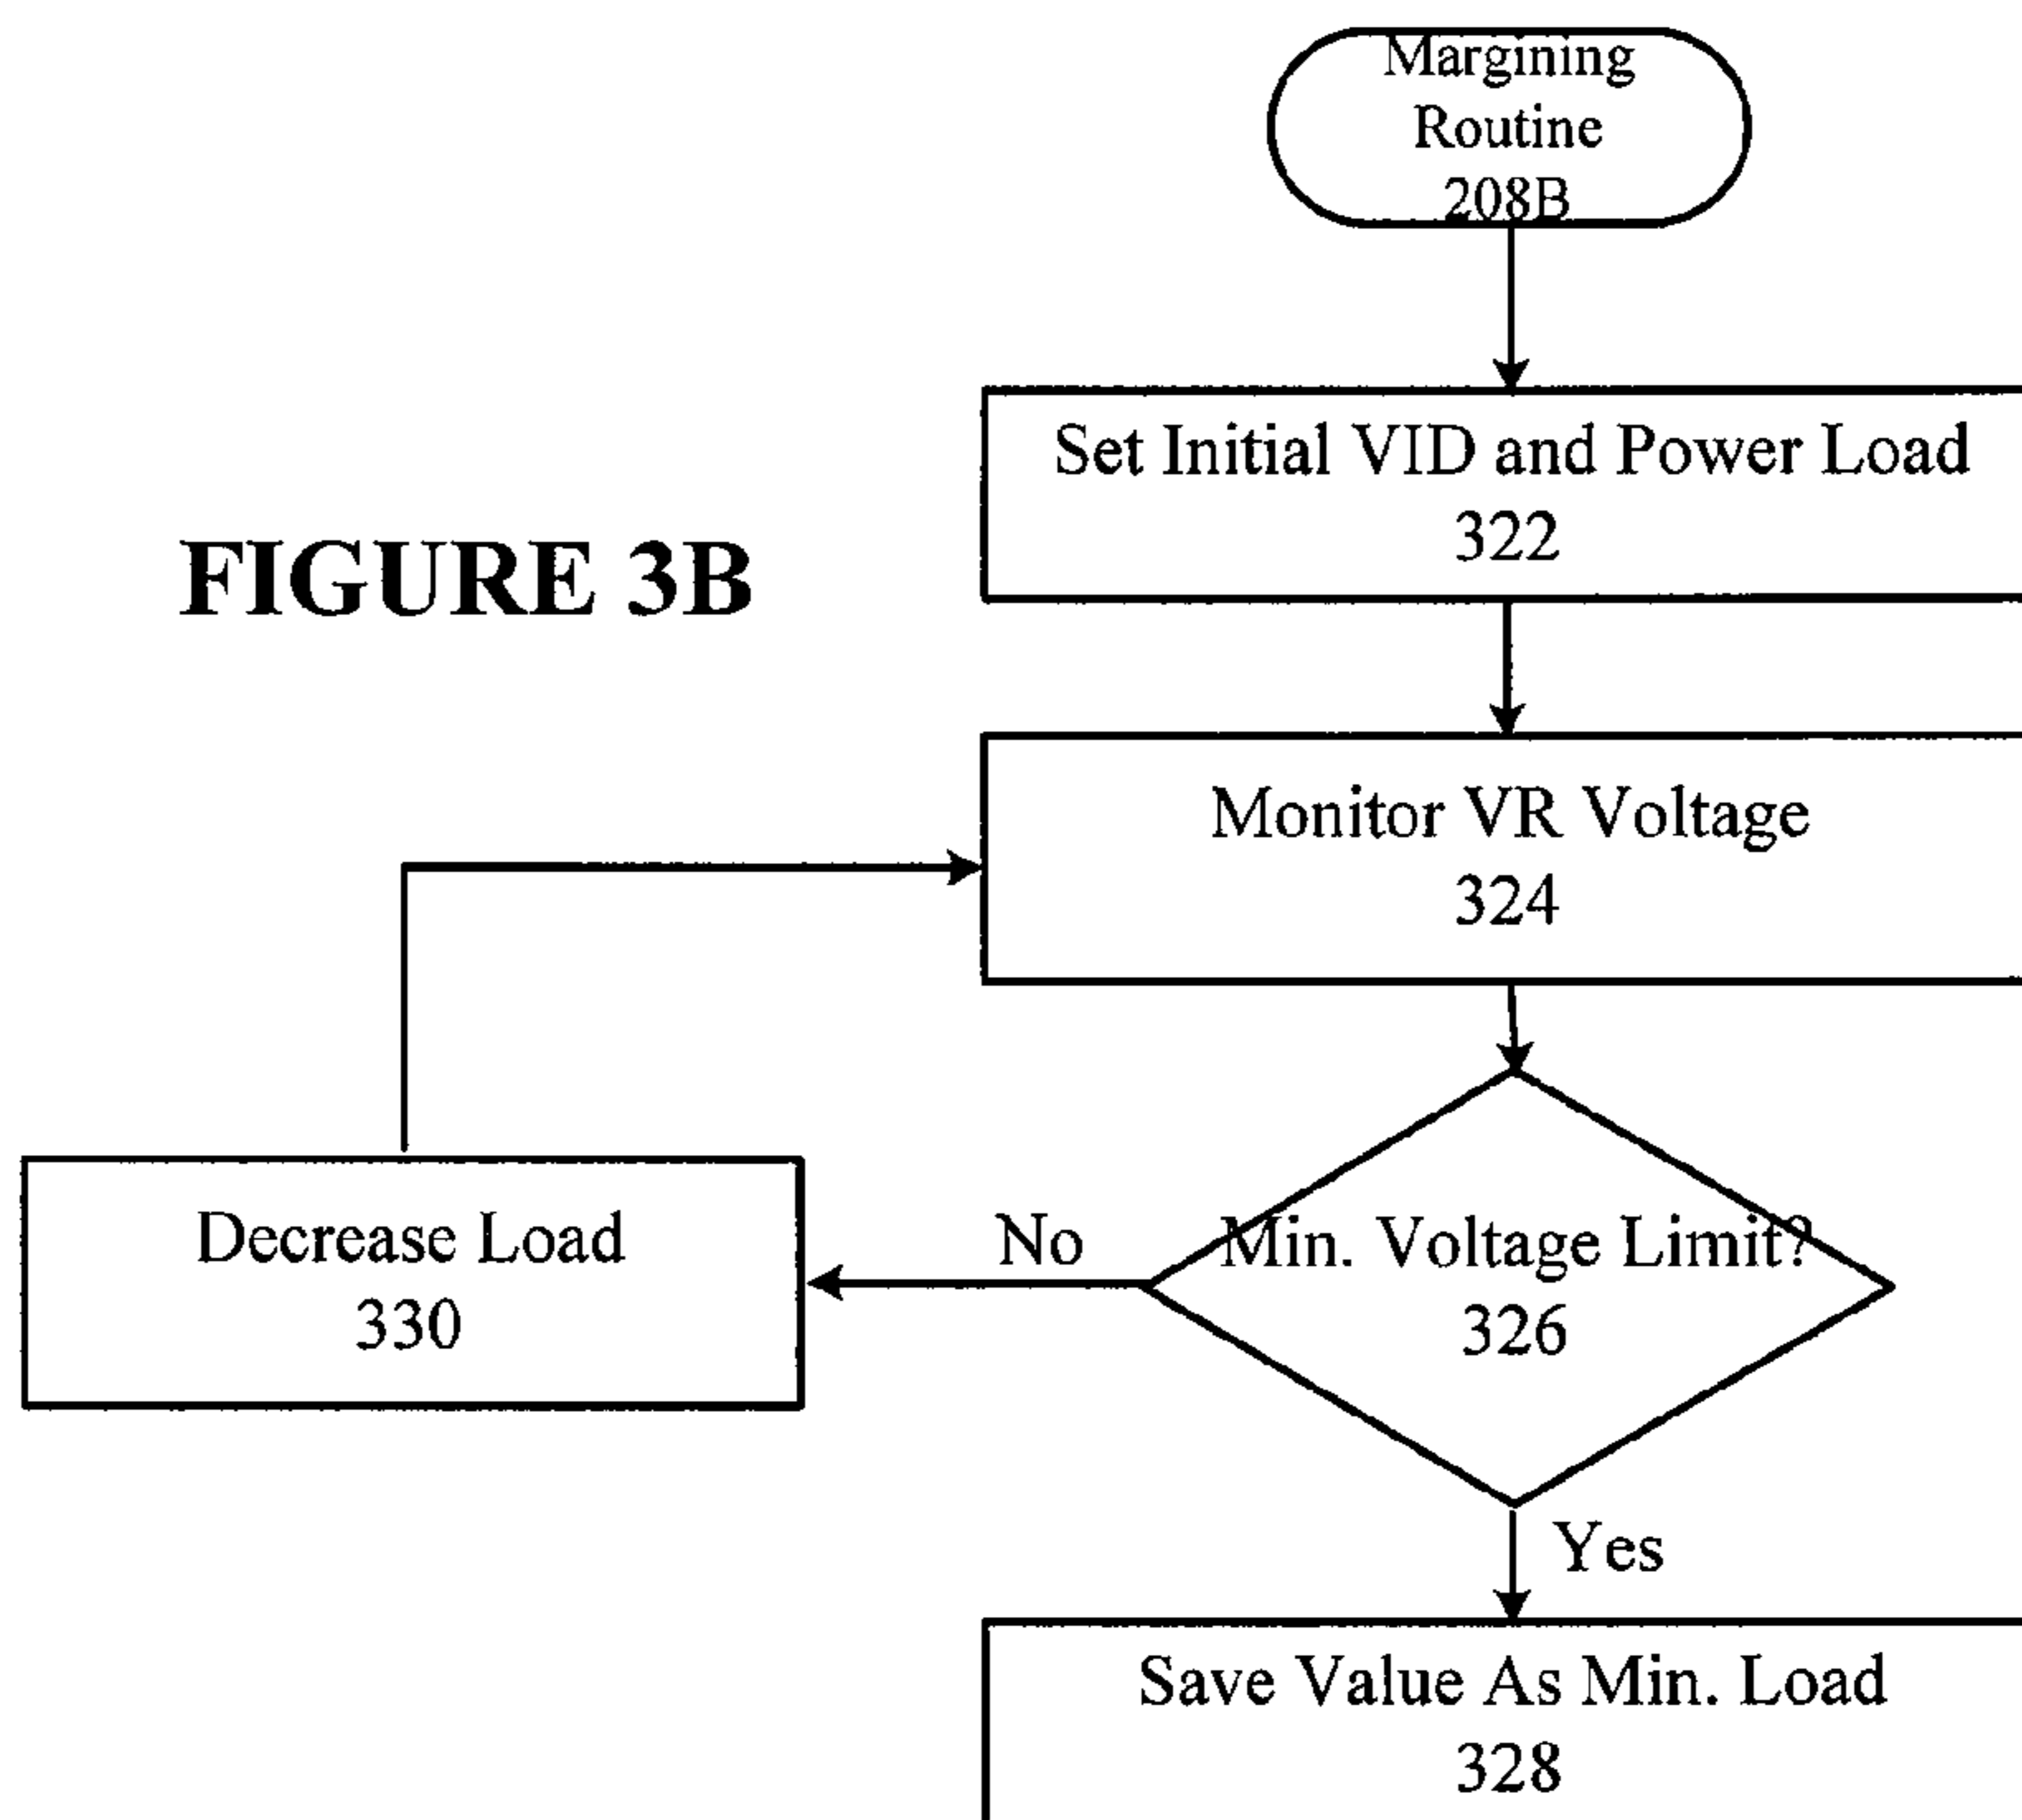 Margining
Routine
208B
Set Initial VID and Power Load
322
FIGURE 3B
Monitor VR Voltage
324
Decrease Load
330
No
Min. Voltage Limit?
326
Yes
Save Value As Min. Load
328